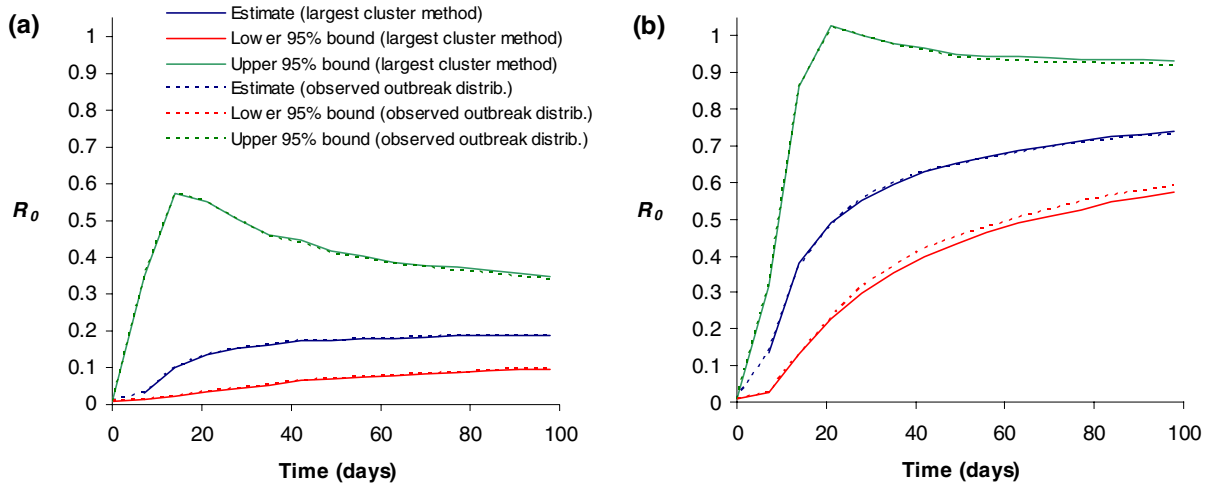 (a)
Estimate (largest cluster method)
Lower 95% bound (largest cluster method)
Upper 95% bound (largest cluster method)
Estimate (observed outbreak distrib.)
Lower 95% bound (observed outbreak distrib.)
Upper 95% bound (observed outbreak distrib.)
1
0.9
0.8
0.7
0.6
0.5
0.4
0.3
0.2
0.1
0
R0
0 20 40 60 80 100
Time (days)
(b)
1
0.9
0.8
0.7
0.6
0.5
0.4
0.3
0.2
0.1
0
R0
0 20 40 60 80 100
Time (days)